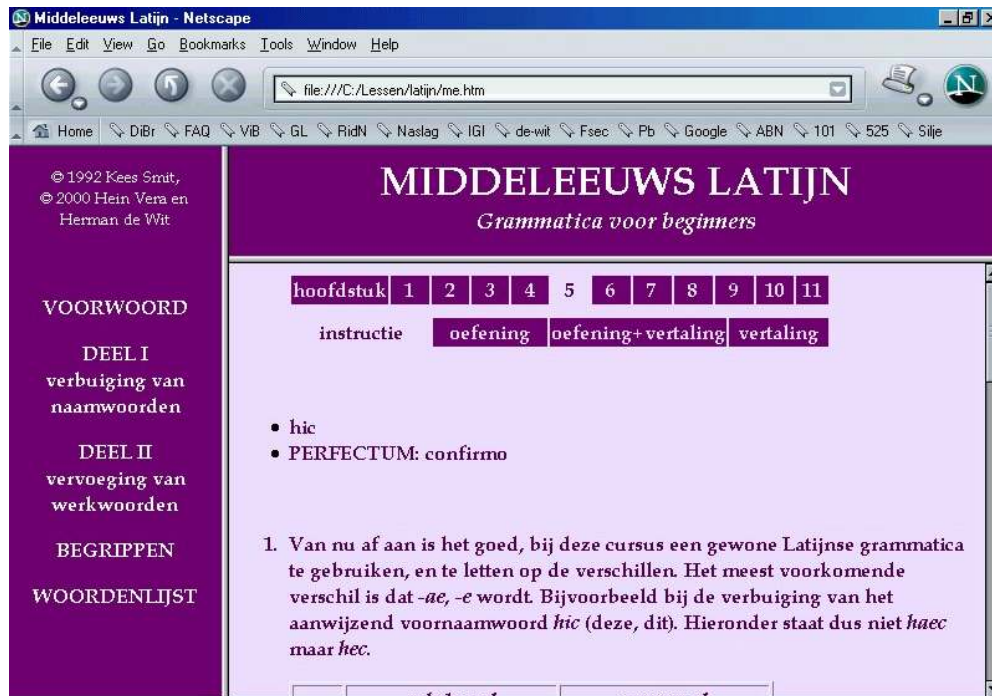 Middeleeuws Latijn - Netscape
File Edit View Go Bookmarks Tools Window Help
file:///C:/Lessen/latijn/me.htm
N
Home DiBr FAQ ViB GL RidN Naslag IGI de-wit Fsec Pb Google ABN 101 525 Silje
© 1992 Kees Smit,
© 2000 Hein Vera en
Herman de Wit
VOORWOORD
DEEL I
verbuiging van
naamwoorden
DEEL II
vervoeging van
werkwoorden
BEGRIPPEN
WOORDENLIJST
MIDDELEEUWS LATIJN
Grammatica voor beginners
hoofdstuk 1 2 3 4 5 6 7 8 9 10 11
instructie oefening oefening+vertaling vertaling
• hic
• PERFECTUM: confirmo
1. Van nu af aan is het goed, bij deze cursus een gewone Latijnse grammatica
te gebruiken, en te letten op de verschillen. Het meest voorkomende
verschil is dat -ae, -e wordt. Bijvoorbeeld bij de verbuiging van het
aanwijzend voornaamwoord hic (deze, dit). Hieronder staat dus niet haec
maar hec.